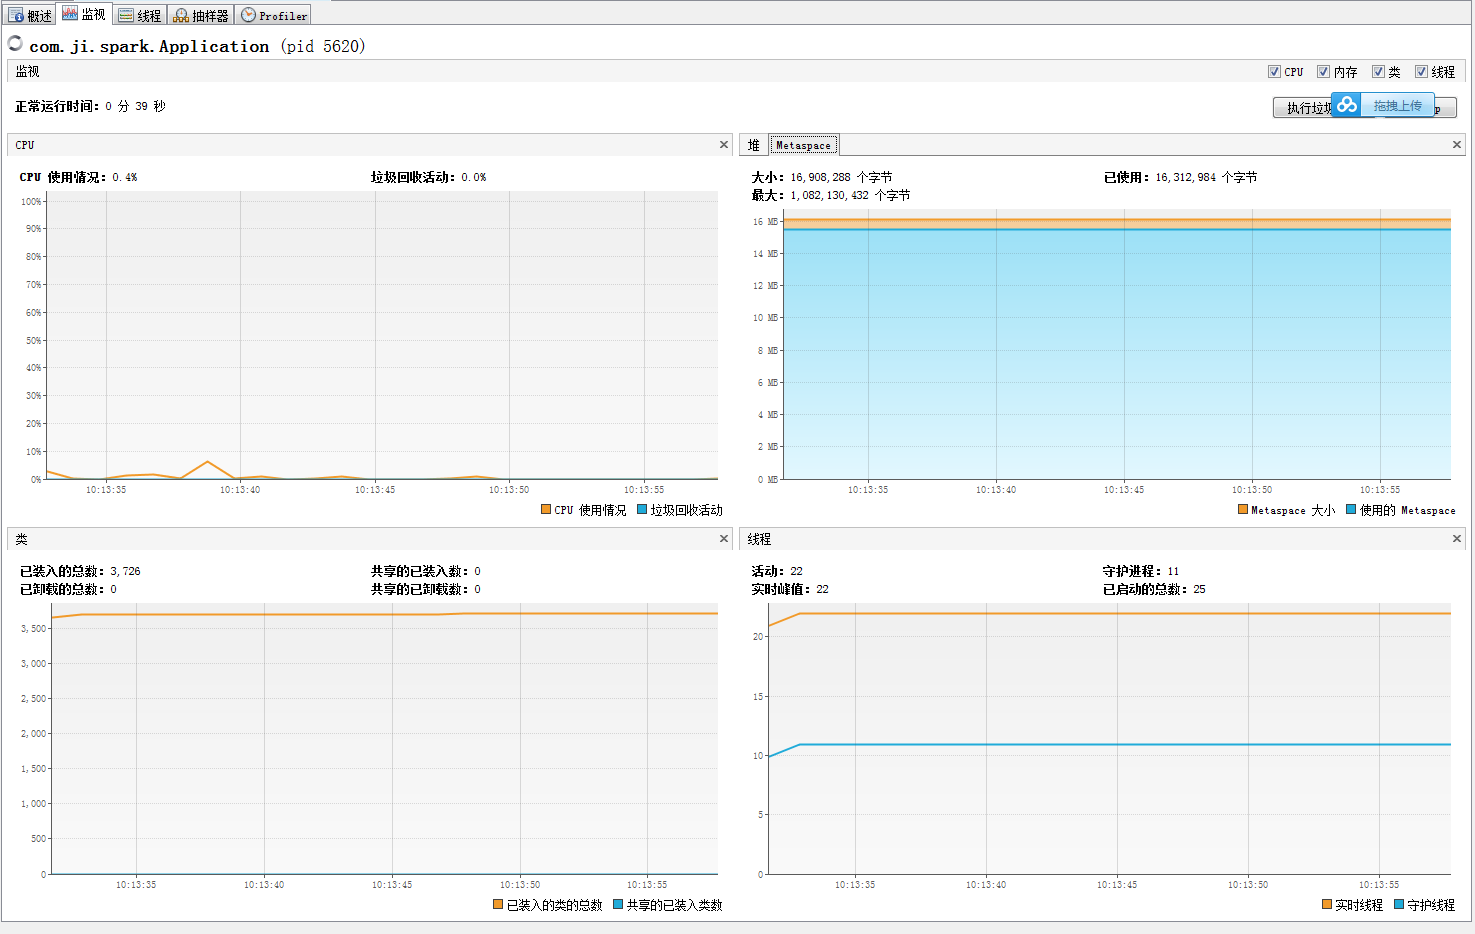 概述 监视 线程 抽样器 Profiler
com.ji.spark.Application (pid 5620)
监视
CPU 内存 类 线程
正常运行时间: 0 分 39 秒
执行垃圾
拖拽上传
p
CPU
CPU 使用情况: 0.4% 垃圾回收活动: 0.0%
100%
90%
80%
70%
60%
50%
40%
30%
20%
10%
0%
10:13:35 10:13:40 10:13:45 10:13:50 10:13:55
CPU 使用情况 垃圾回收活动
堆 Metaspace
大小: 16,908,288 个字节 已使用: 16,312,984 个字节
最大: 1,082,130,432 个字节
16 MB
14 MB
12 MB
10 MB
8 MB
6 MB
4 MB
2 MB
0 MB
10:13:35 10:13:40 10:13:45 10:13:50 10:13:55
Metaspace 大小 使用的 Metaspace
类
已装入的总数: 3,726 共享的已装入数: 0
已卸载的总数: 0 共享的已卸载数: 0
3,500
3,000
2,500
2,000
1,500
1,000
500
0
10:13:35 10:13:40 10:13:45 10:13:50 10:13:55
已装入的类的总数 共享的已装入类数
线程
活动: 22 守护进程: 11
实时峰值: 22 已启动的总数: 25
20
15
10
5
0
10:13:35 10:13:40 10:13:45 10:13:50 10:13:55
实时线程 守护线程